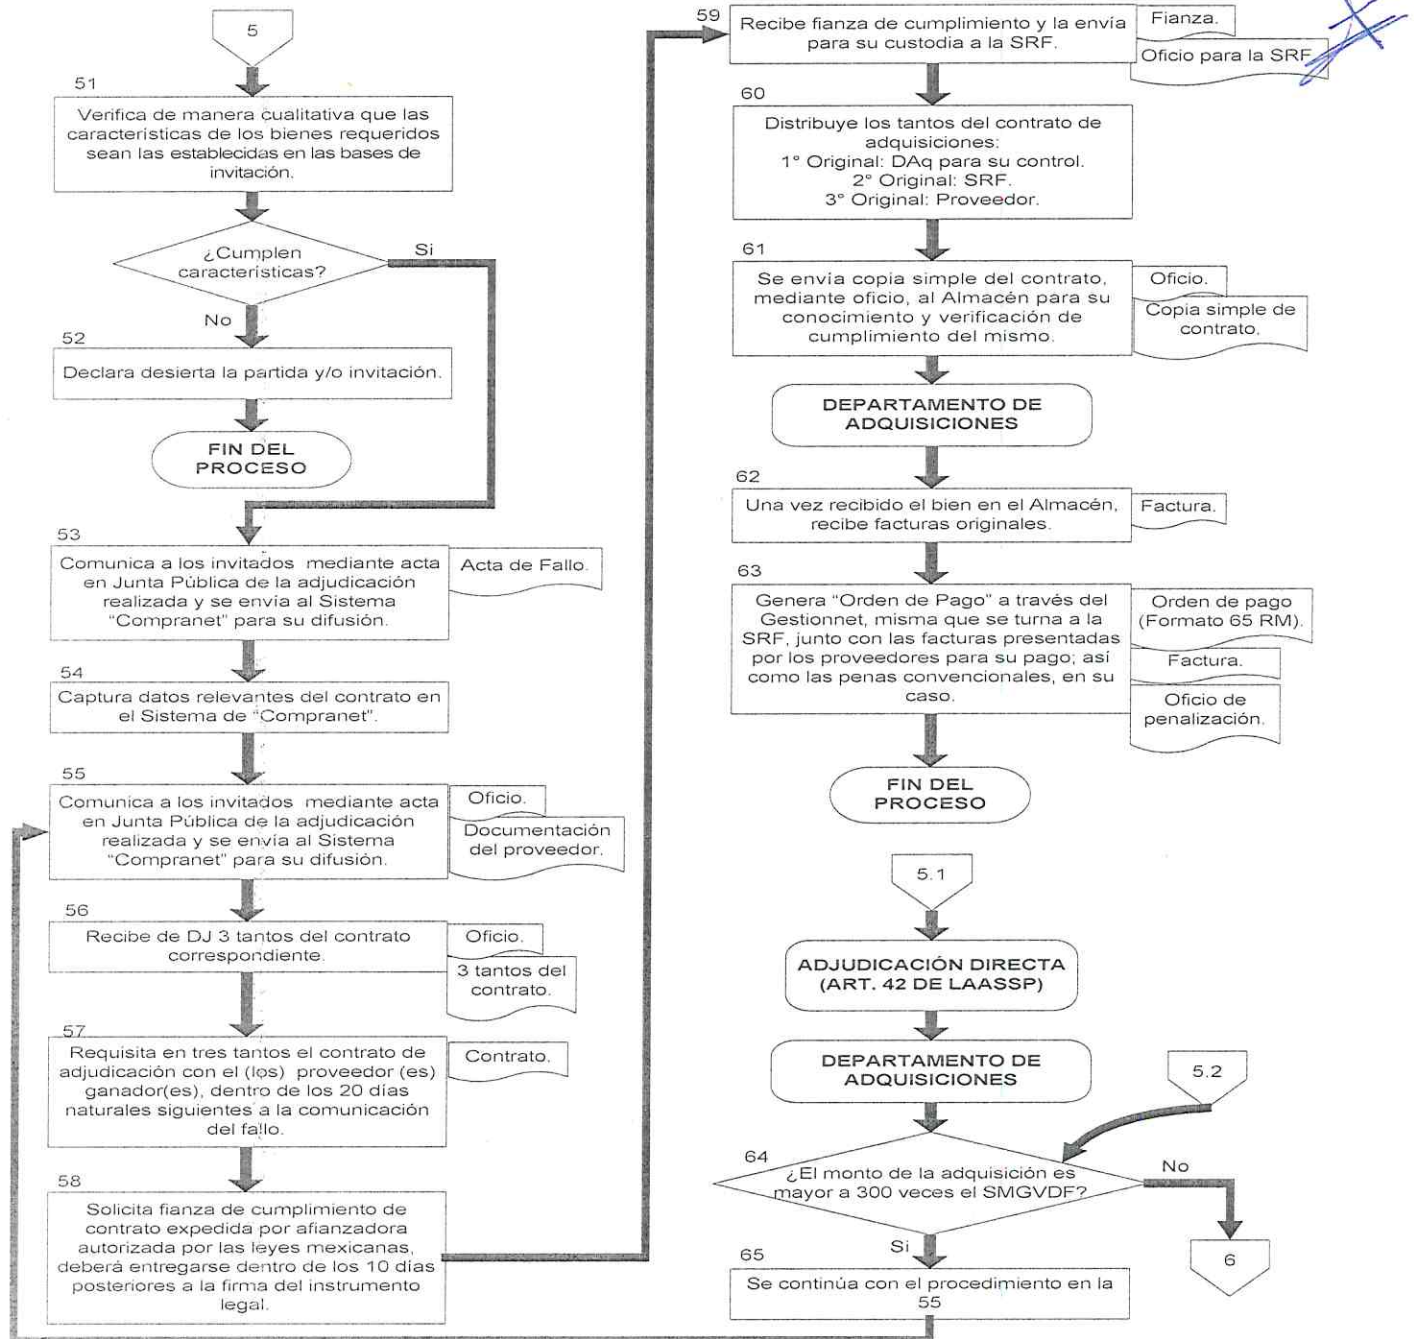 5
51
Verifica de manera cualitativa que las
características de los bienes requeridos
sean las establecidas en las bases de
invitación.
¿Cumplen
características?
Si
No
52
Declara desierta la partida y/o invitación.
FIN DEL
PROCESO
53
Comunica a los invitados mediante acta
en Junta Pública de la adjudicación
realizada y se envía al Sistema
“Compranet” para su difusión.
Acta de Fallo.
54
Captura datos relevantes del contrato en
el Sistema de “Compranet”.
55
Comunica a los invitados mediante acta
en Junta Pública de la adjudicación
realizada y se envía al Sistema
“Compranet” para su difusión.
Oficio.
Documentación
del proveedor.
56
Recibe de DJ 3 tantos del contrato
correspondiente.
Oficio.
3 tantos del
contrato.
57
Requisita en tres tantos el contrato de
adjudicación con el (los) proveedor (es)
ganador(es), dentro de los 20 días
naturales siguientes a la comunicación
del fallo.
Contrato.
58
Solicita fianza de cumplimiento de
contrato expedida por afianzadora
autorizada por las leyes mexicanas,
deberá entregarse dentro de los 10 días
posteriores a la firma del instrumento
legal.
59
Recibe fianza de cumplimiento y la envía
para su custodia a la SRF.
Fianza.
Oficio para la SRF
60
Distribuye los tantos del contrato de
adquisiciones:
1° Original: DAq para su control.
2° Original: SRF.
3° Original: Proveedor.
61
Se envía copia simple del contrato,
mediante oficio, al Almacén para su
conocimiento y verificación de
cumplimiento del mismo.
Oficio.
Copia simple de
contrato.
DEPARTAMENTO DE
ADQUISICIONES
62
Una vez recibido el bien en el Almacén,
recibe facturas originales.
Factura.
63
Genera “Orden de Pago” a través del
Gestionnet, misma que se turna a la
SRF, junto con las facturas presentadas
por los proveedores para su pago; así
como las penas convencionales, en su
caso.
Orden de pago
(Formato 65 RM).
Factura.
Oficio de
penalización.
FIN DEL
PROCESO
5.1
ADJUDICACIÓN DIRECTA
(ART. 42 DE LAASSP)
DEPARTAMENTO DE
ADQUISICIONES
5.2
64
¿El monto de la adquisición es
mayor a 300 veces el SMGVDF?
No
6
Si
65
Se continúa con el procedimiento en la
55